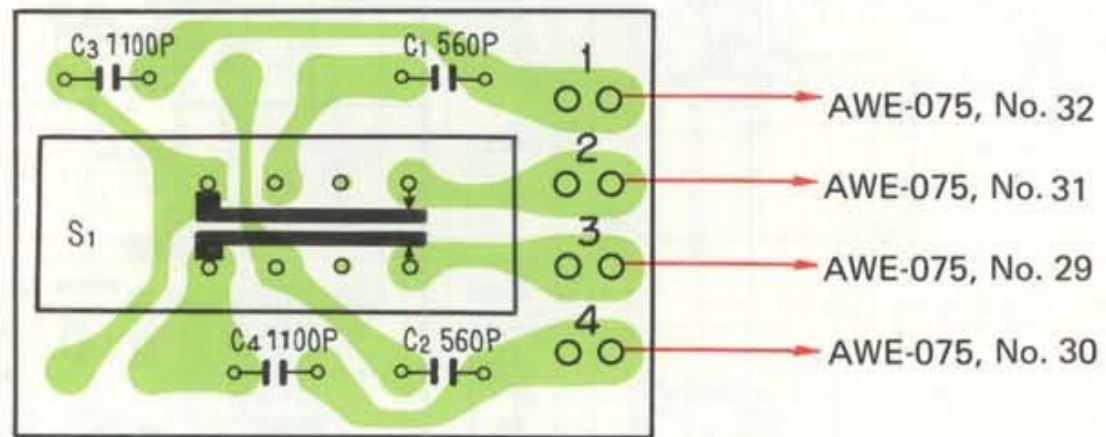 C3 1100P
C1 560P
1
AWE-075, No. 32
2
AWE-075, No. 31
S1
3
AWE-075, No. 29
C4 1100P
C2 560P
4
AWE-075, No. 30